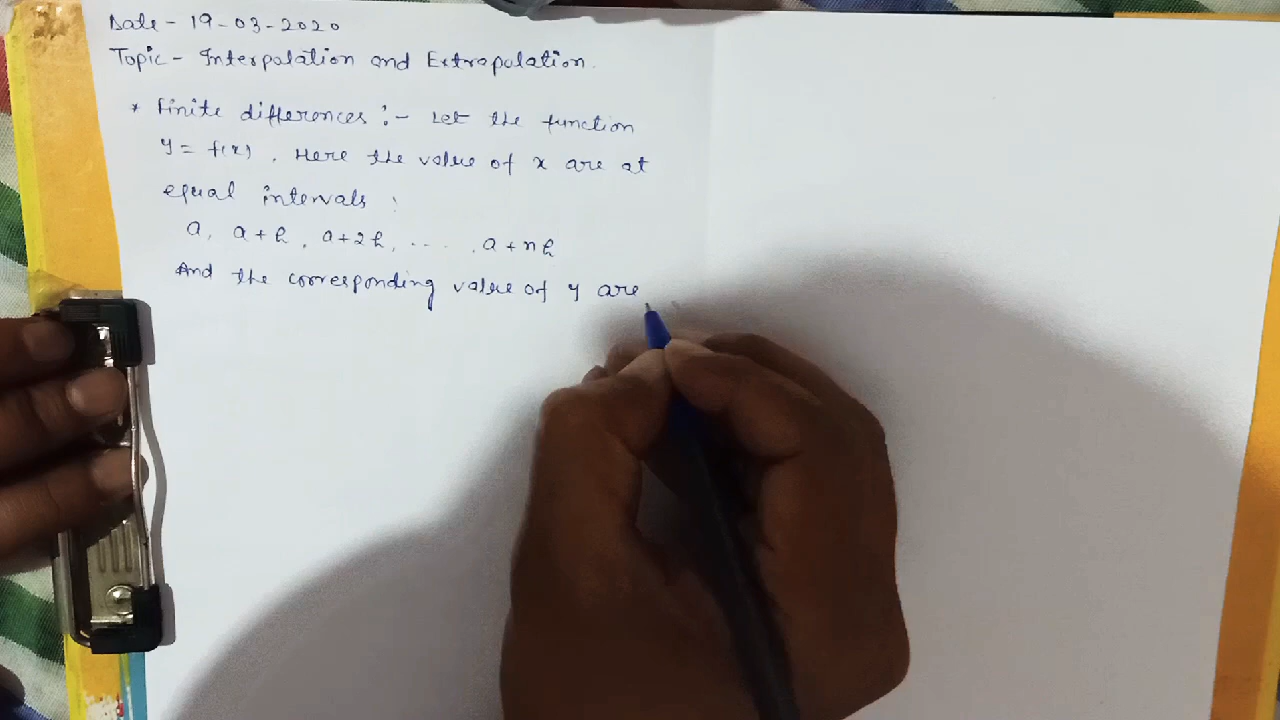 Date - 19-03-2020
Topic - Interpolation and Extrapolation.
* Finite differences :- Let the function
y = f(x). Here the value of x are at
equal intervals :
a, a+h, a+2h, ...., a+nh
And the corresponding value of y are